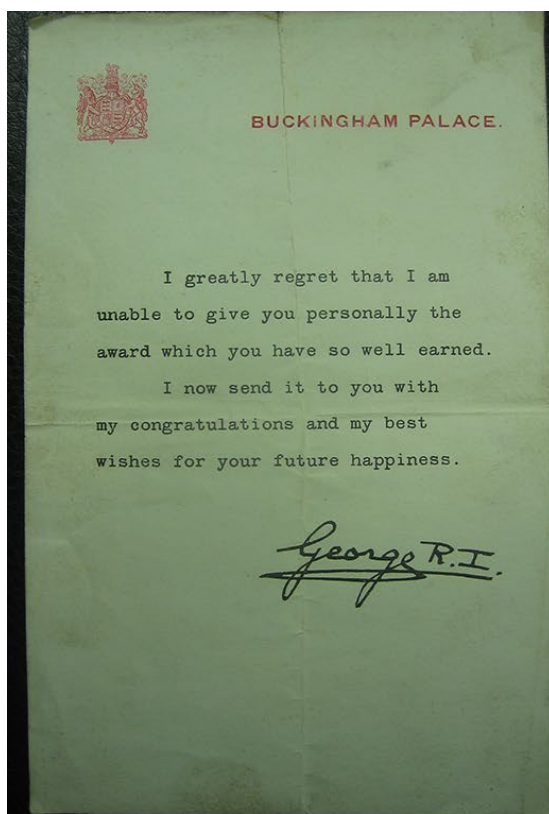 BUCKINGHAM PALACE.
I greatly regret that I am
unable to give you personally the
award which you have so well earned.
I now send it to you with
my congratulations and my best
wishes for your future happiness.
George R.I.